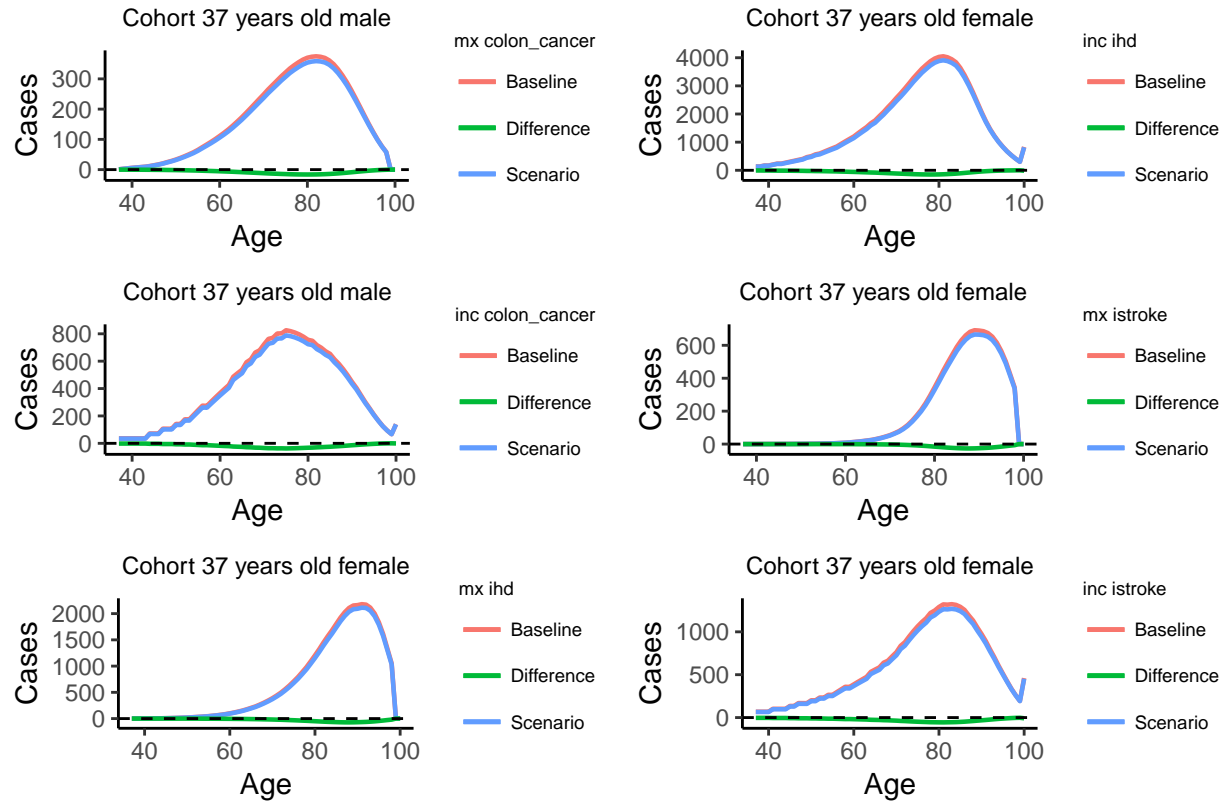 Cohort 37 years old male
mx colon_cancer
Baseline
Difference
Scenario
Cases
300
200
100
0
40 60 80 100
Age
Cohort 37 years old female
inc ihd
Baseline
Difference
Scenario
Cases
4000
3000
2000
1000
0
40 60 80 100
Age
Cohort 37 years old male
inc colon_cancer
Baseline
Difference
Scenario
Cases
800
600
400
200
0
40 60 80 100
Age
Cohort 37 years old female
mx istroke
Baseline
Difference
Scenario
Cases
600
400
200
0
40 60 80 100
Age
Cohort 37 years old female
mx ihd
Baseline
Difference
Scenario
Cases
2000
1500
1000
500
0
40 60 80 100
Age
Cohort 37 years old female
inc istroke
Baseline
Difference
Scenario
Cases
1000
500
0
40 60 80 100
Age